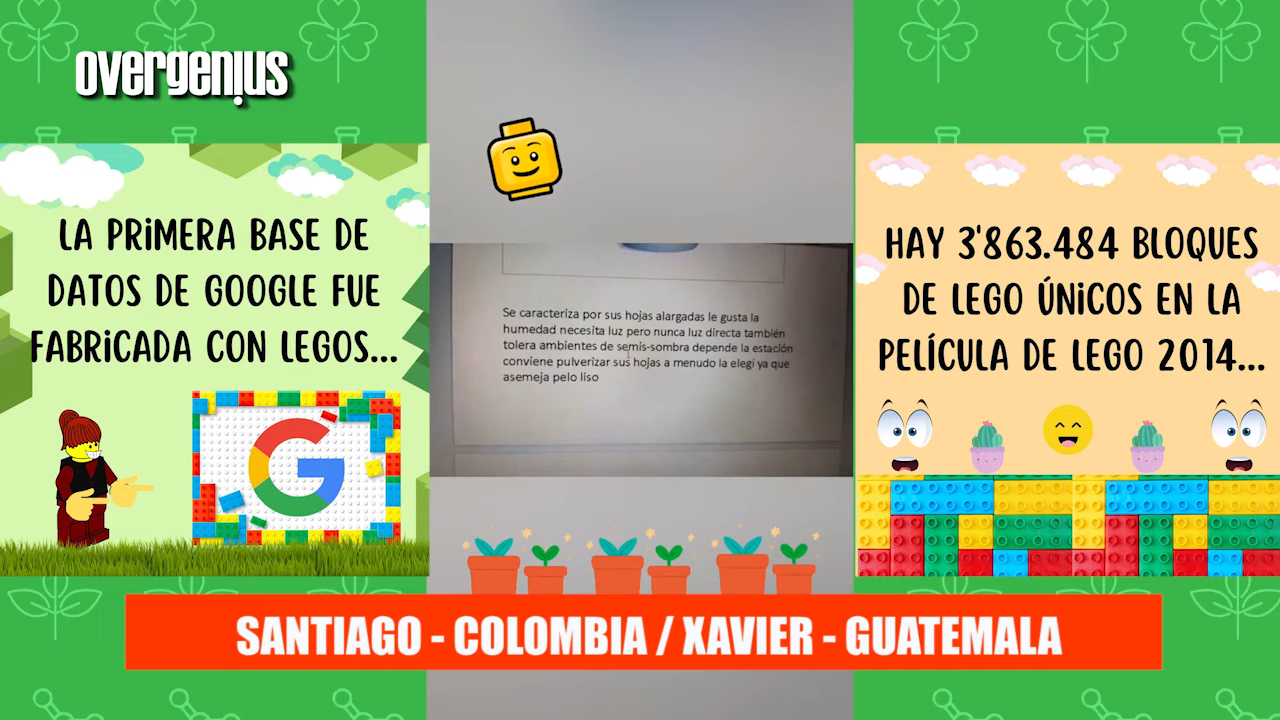 OVERGENIUS
LA PRIMERA BASE DE
DATOS DE GOOGLE FUE
FABRICADA CON LEGOS...
G
Se caracteriza por sus hojas alargadas le gusta la
humedad necesita luz pero nunca luz directa también
tolera ambientes de semis-sombra depende la estación
conviene pulverizar sus hojas a menudo la elegí ya que
asemeja pelo liso
HAY 3'863.484 BLOQUES
DE LEGO ÚNICOS EN LA
PELÍCULA DE LEGO 2014...
SANTIAGO - COLOMBIA / XAVIER - GUATEMALA